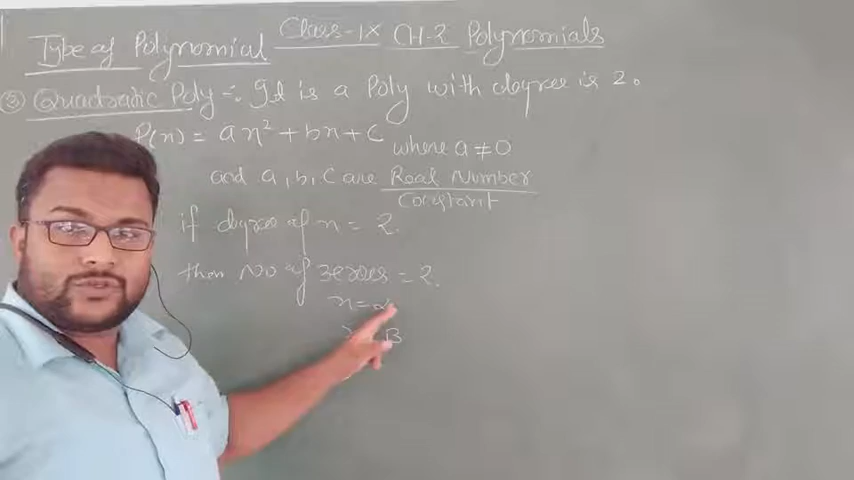 Type of Polynomial Class-IX CH-2 Polynomials
③ Quadratic Poly :- It is a Poly with degree is 2.
P(x) = ax² + bx + c where a ≠ 0
and a, b, c are Real Number
Constant
if degree of x = 2.
then No of zeroes = 2.
x = α
β